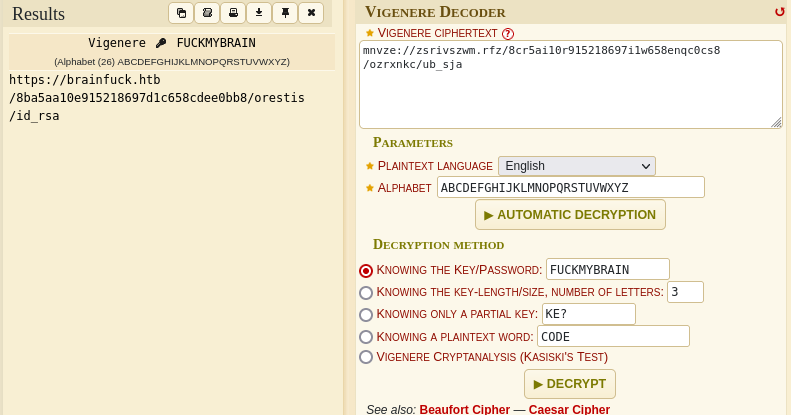 Results
Vigenere FUCKMYBRAIN
(Alphabet (26) ABCDEFGHIJKLMNOPQRSTUVWXYZ)
https://brainfuck.htb
/8ba5aa10e915218697d1c658cdee0bb8/orestis
/id_rsa
Vigenere Decoder
★ Vigenere ciphertext ?
mnvze://zsrivszwm.rfz/8cr5ai10r915218697i1w658enqc0cs8
/ozrxnkc/ub_sja
Parameters
★ Plaintext language English
★ Alphabet ABCDEFGHIJKLMNOPQRSTUVWXYZ
▶ AUTOMATIC DECRYPTION
Decryption method
Knowing the Key/Password: FUCKMYBRAIN
Knowing the key-length/size, number of letters: 3
Knowing only a partial key: KE?
Knowing a plaintext word: CODE
Vigenere Cryptanalysis (Kasiski's Test)
▶ DECRYPT
See also: Beaufort Cipher — Caesar Cipher